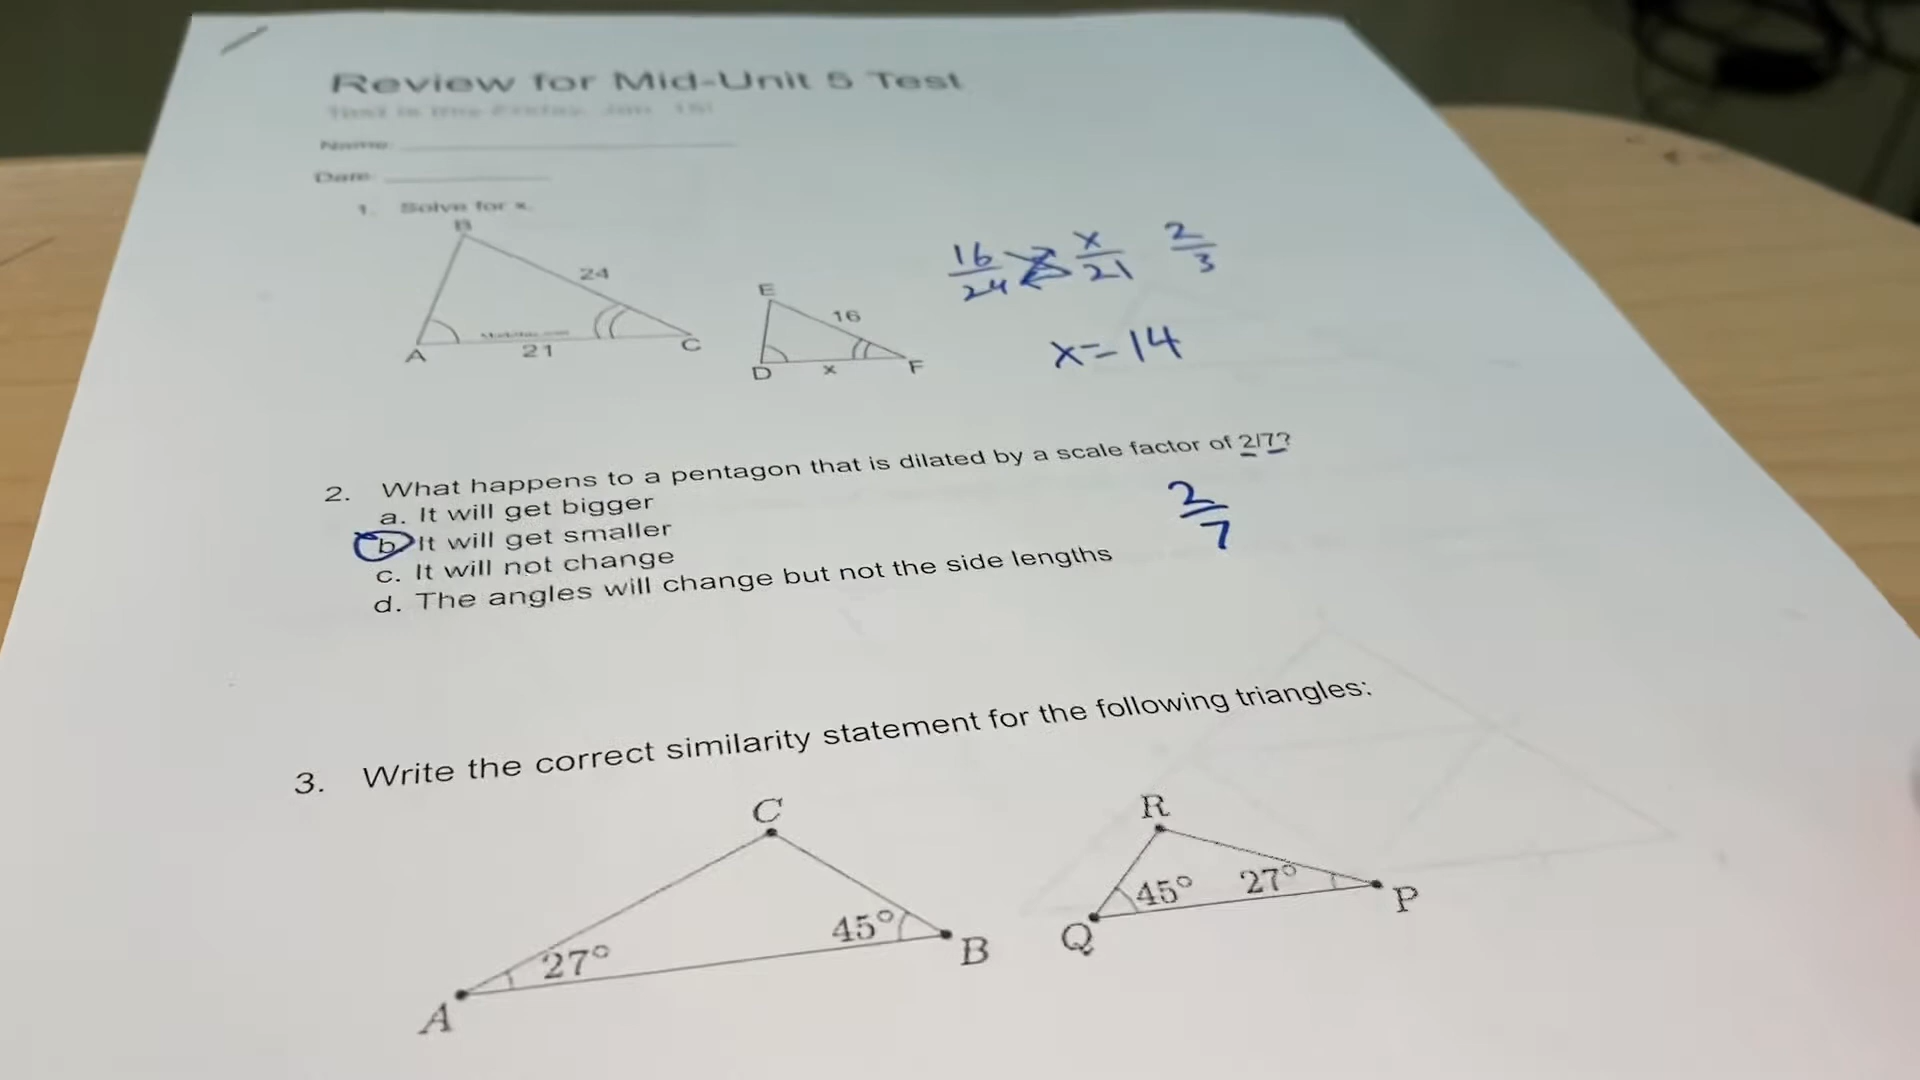 Review for Mid-Unit 5 Test
Test is
Name:
Date:
1. Solve for x.
B
24
A
21
C
E
16
D
x
F
16/24 x/21 2/3
x = 14
2. What happens to a pentagon that is dilated by a scale factor of 2/7?
a. It will get bigger
b. It will get smaller
c. It will not change
d. The angles will change but not the side lengths
2/7
3. Write the correct similarity statement for the following triangles:
C
27°
45°
A
B
R
45° 27°
Q
P